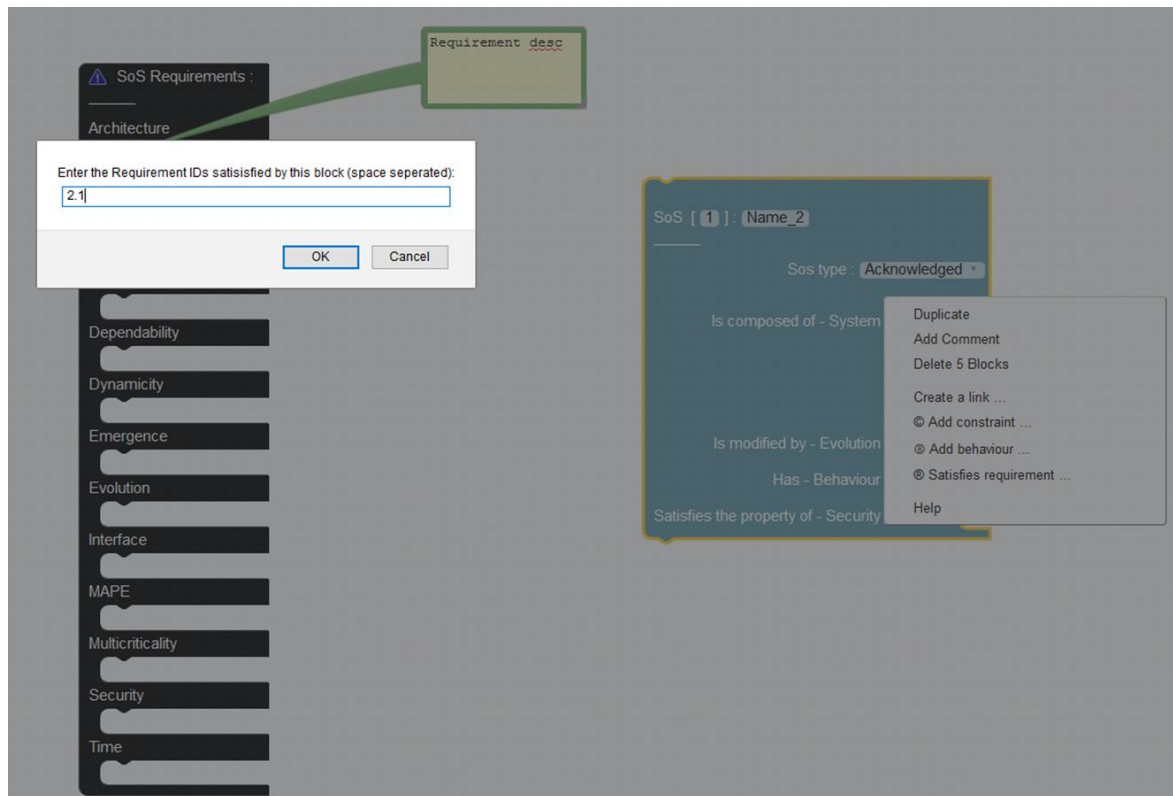 Requirement desc
SoS Requirements :
Architecture
Enter the Requirement IDs satisisfied by this block (space seperated):
2.1
OK Cancel
Dependability
Dynamicity
Emergence
Evolution
Interface
MAPE
Multicriticality
Security
Time
SoS [ 1 ] : Name_2
Sos type : Acknowledged
Is composed of - System
Is modified by - Evolution
Has - Behaviour
Satisfies the property of - Security
Duplicate
Add Comment
Delete 5 Blocks
Create a link ...
© Add constraint ...
Add behaviour ...
® Satisfies requirement ...
Help